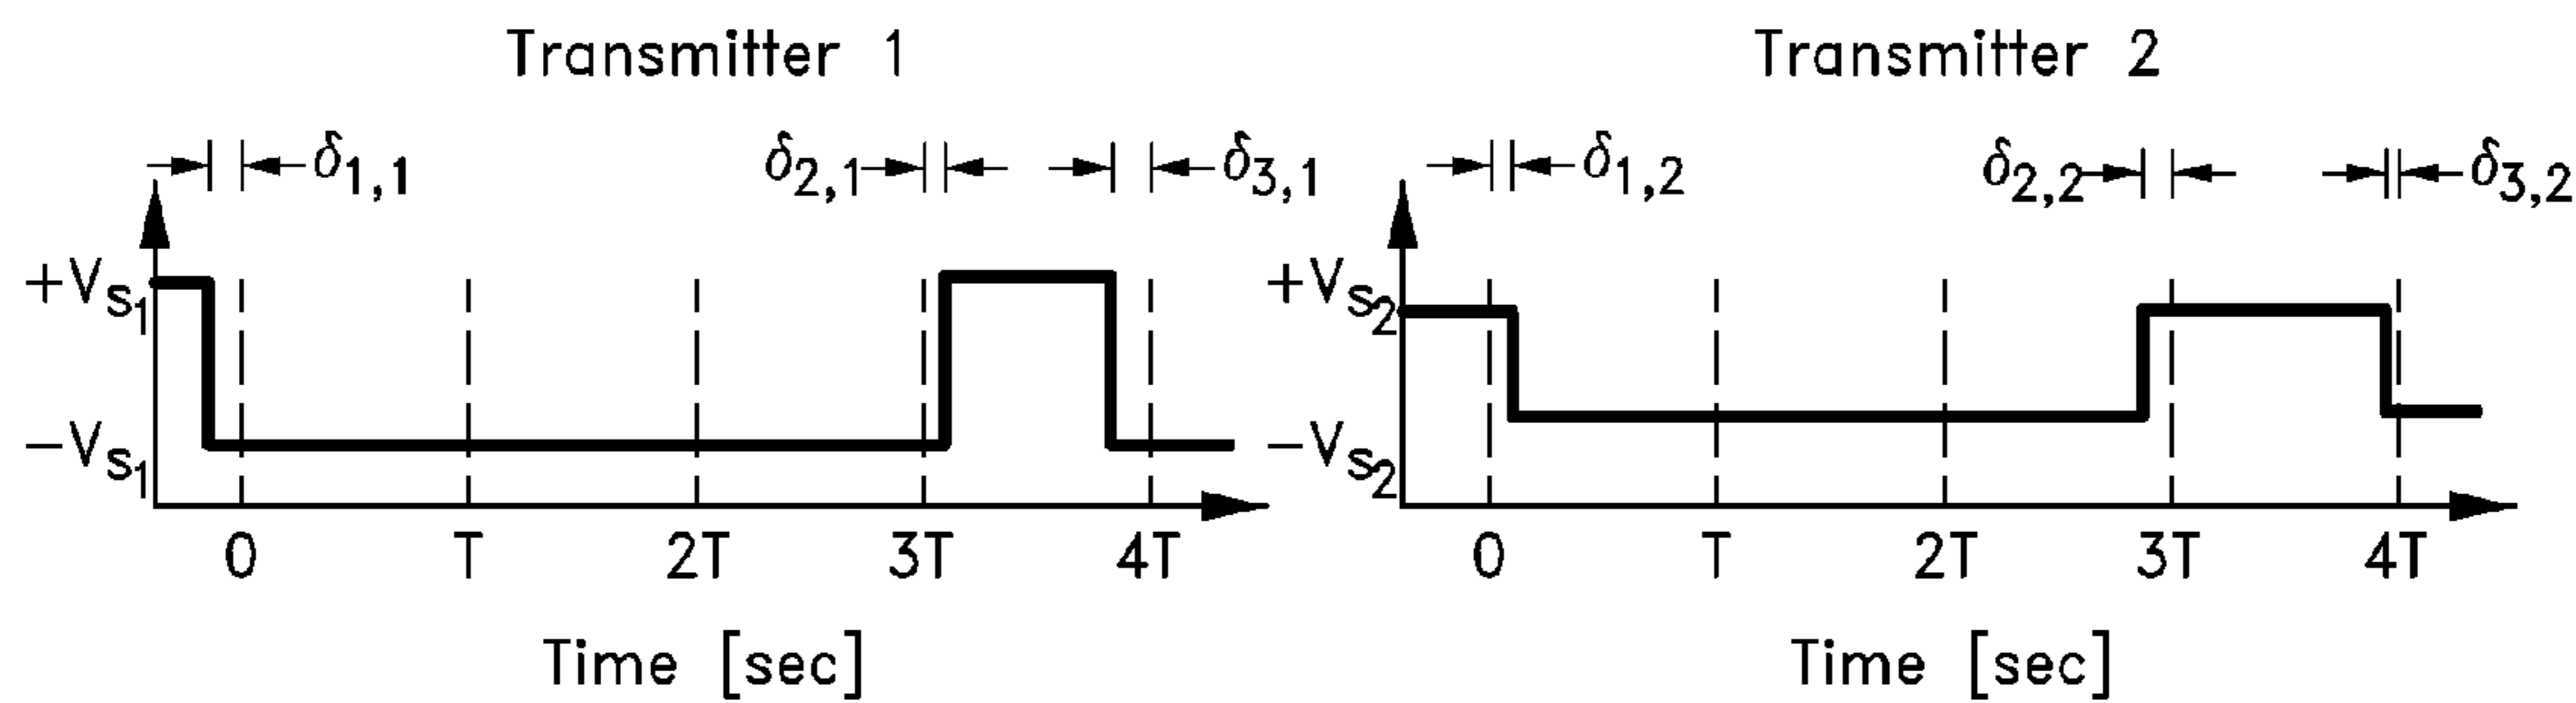 Transmitter 1
δ1,1
δ2,1
δ3,1
+VS1
-VS1
0 T 2T 3T 4T
Time [sec]
Transmitter 2
δ1,2
δ2,2
δ3,2
+VS2
-VS2
0 T 2T 3T 4T
Time [sec]